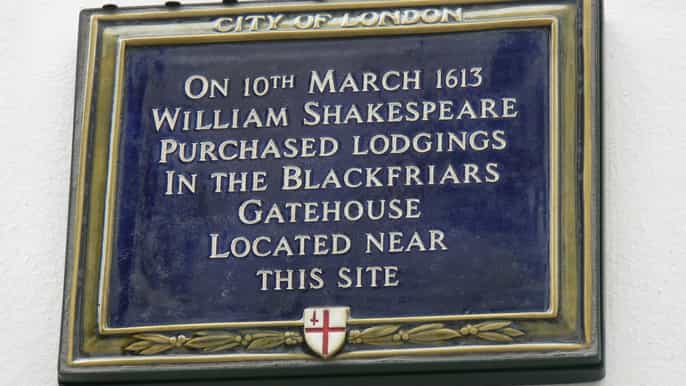 CITY OF LONDON
ON 10TH MARCH 1613
WILLIAM SHAKESPEARE
PURCHASED LODGINGS
IN THE BLACKFRIARS
GATEHOUSE
LOCATED NEAR
THIS SITE